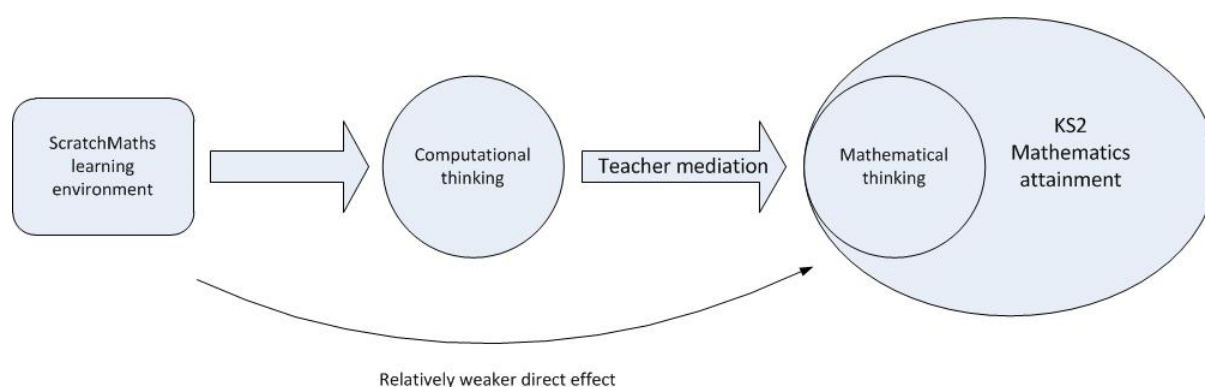 ScratchMaths
learning
environment
Computational
thinking
Teacher mediation
Mathematical
thinking
KS2
Mathematics
attainment
Relatively weaker direct effect